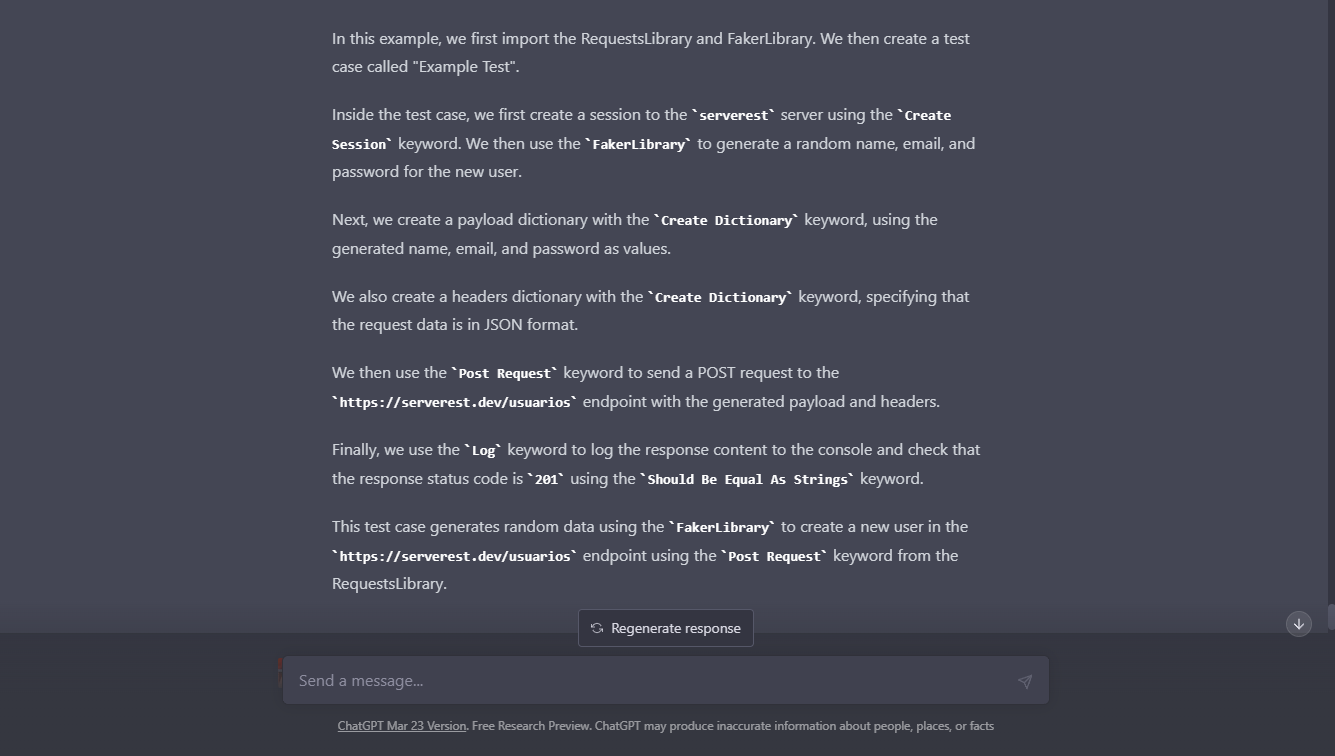 In this example, we first import the RequestsLibrary and FakerLibrary. We then create a test
case called "Example Test".
Inside the test case, we first create a session to the `serverest` server using the `Create
Session` keyword. We then use the `FakerLibrary` to generate a random name, email, and
password for the new user.
Next, we create a payload dictionary with the `Create Dictionary` keyword, using the
generated name, email, and password as values.
We also create a headers dictionary with the `Create Dictionary` keyword, specifying that
the request data is in JSON format.
We then use the `Post Request` keyword to send a POST request to the
`https://serverest.dev/usuarios` endpoint with the generated payload and headers.
Finally, we use the `Log` keyword to log the response content to the console and check that
the response status code is `201` using the `Should Be Equal As Strings` keyword.
This test case generates random data using the `FakerLibrary` to create a new user in the
`https://serverest.dev/usuarios` endpoint using the `Post Request` keyword from the
RequestsLibrary.
Regenerate response
Send a message...
ChatGPT Mar 23 Version. Free Research Preview. ChatGPT may produce inaccurate information about people, places, or facts